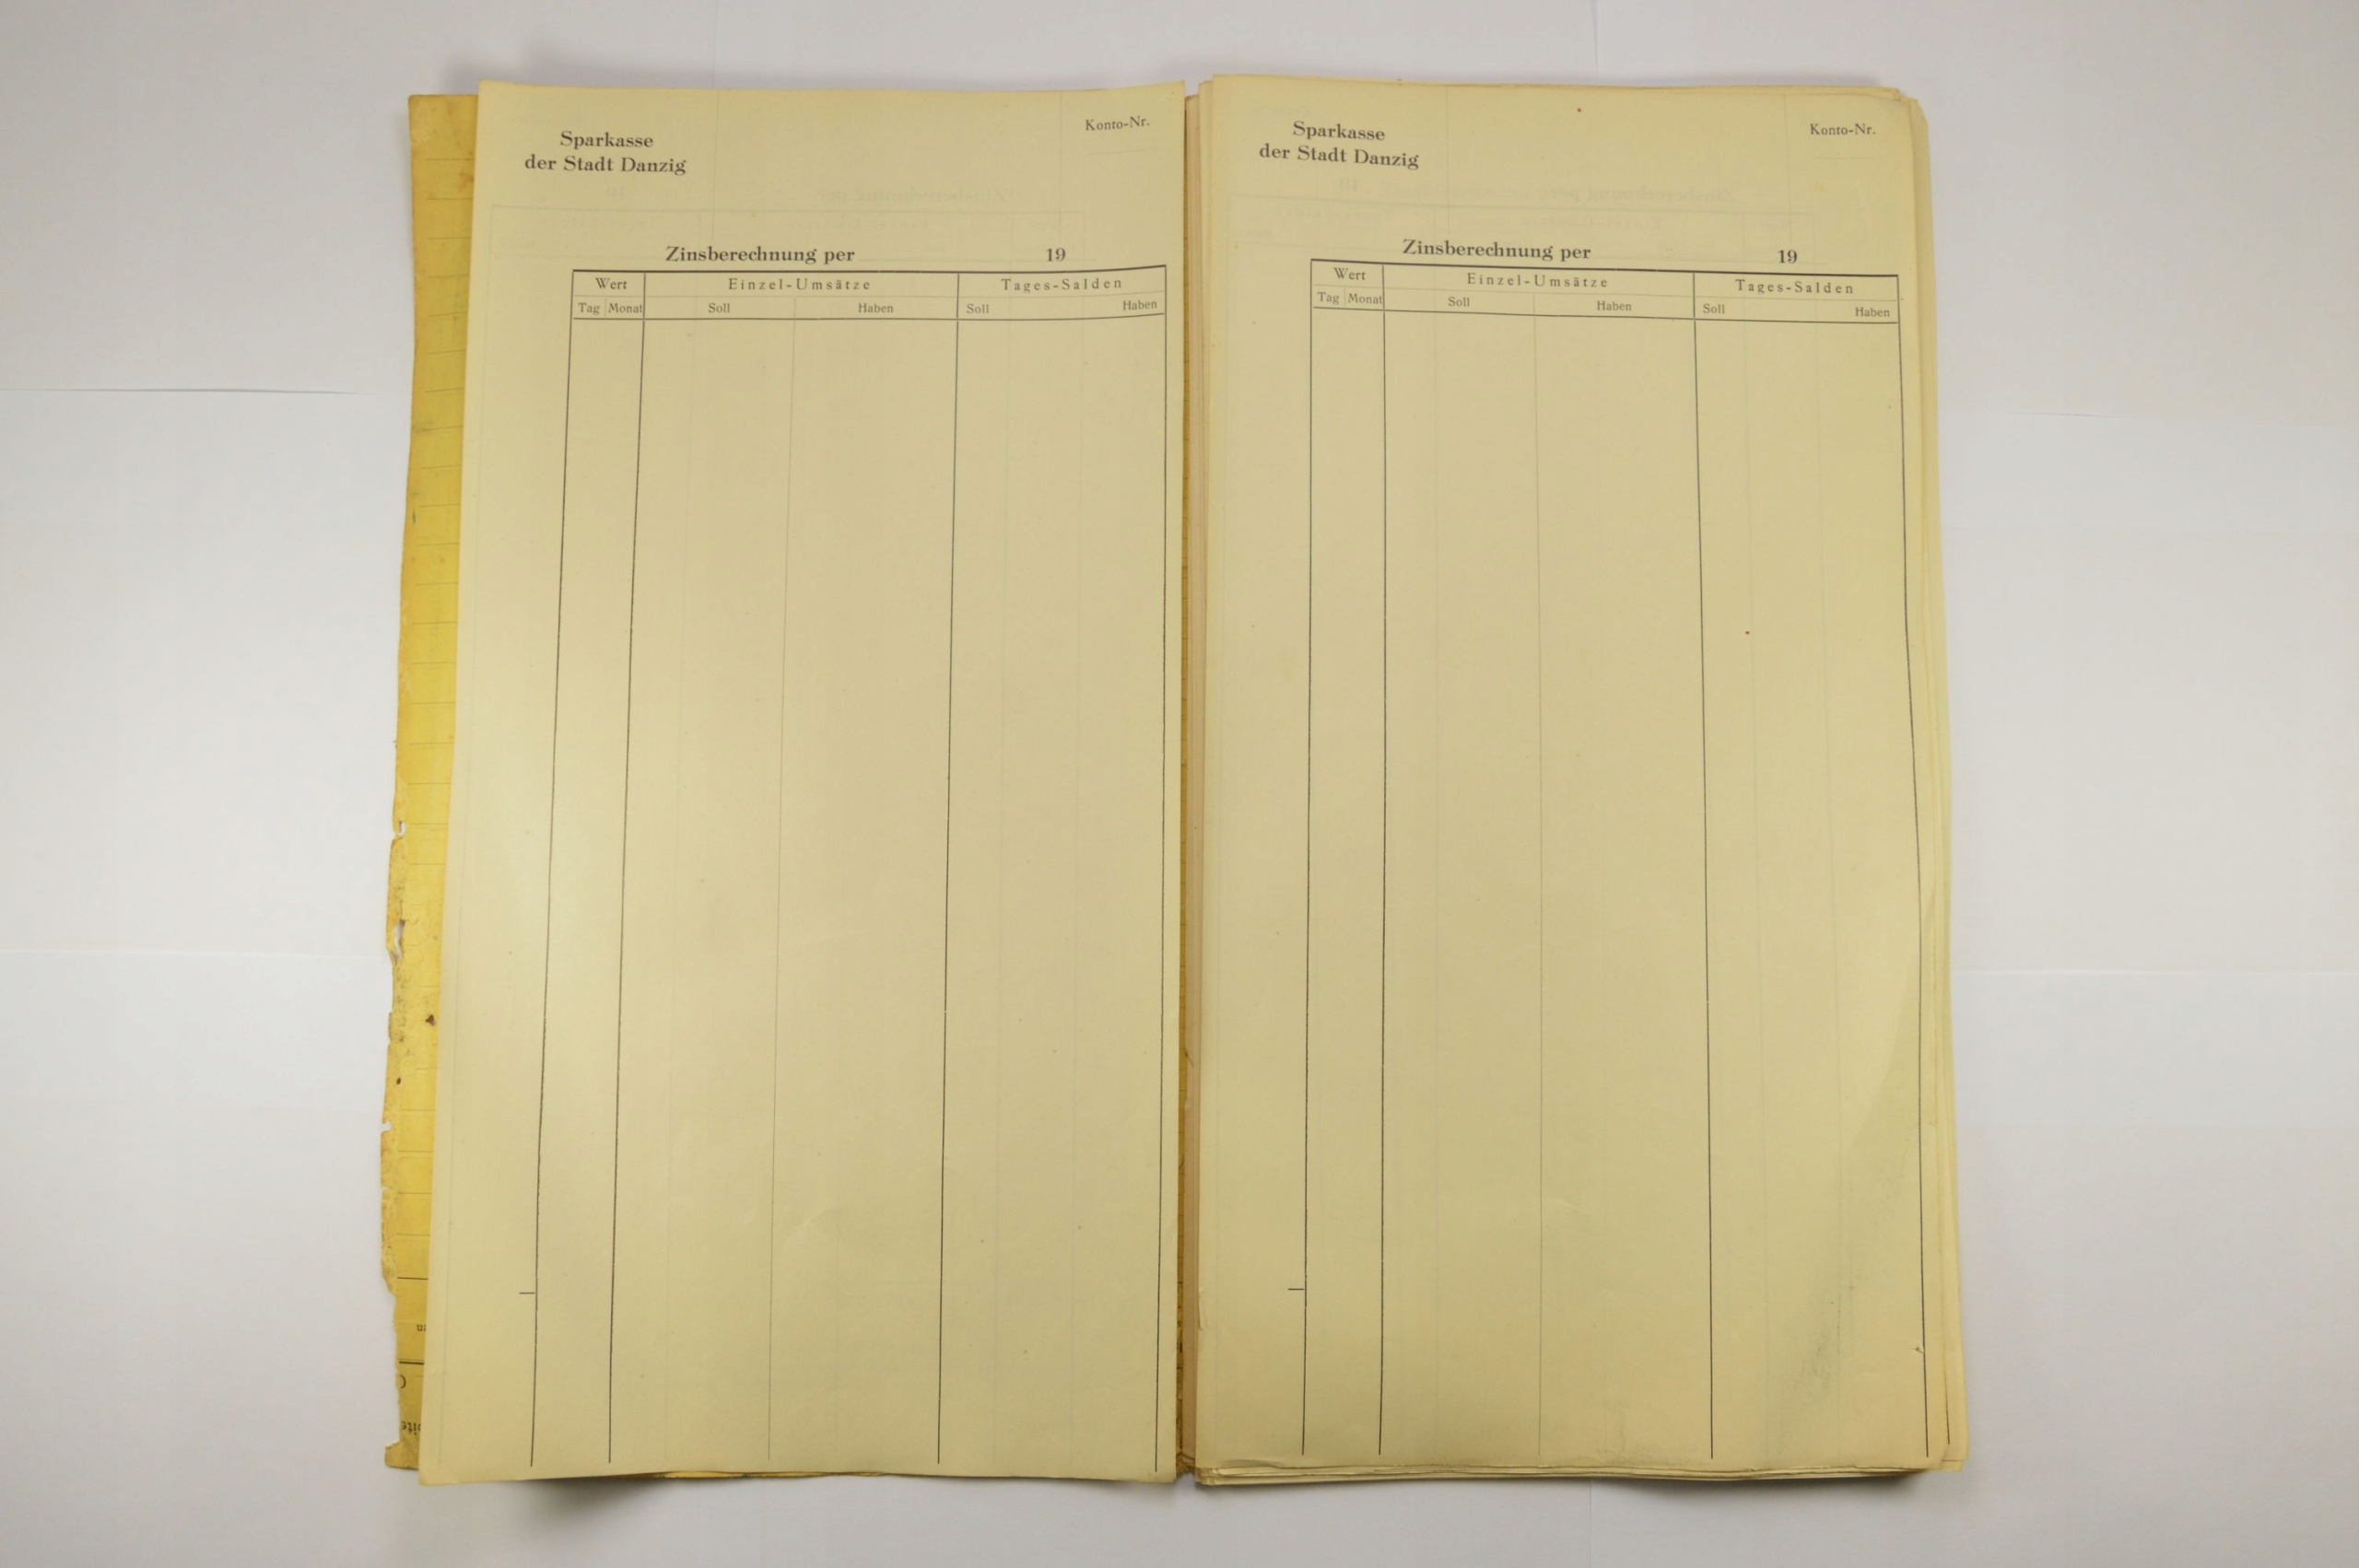 Sparkasse
der Stadt Danzig
Konto-Nr.
Zinsberechnung per 19
Wert Einzel-Umsätze Tages-Salden
Tag Monat Soll Haben Soll Haben
Sparkasse
der Stadt Danzig
Konto-Nr.
Zinsberechnung per 19
Wert Einzel-Umsätze Tages-Salden
Tag Monat Soll Haben Soll Haben